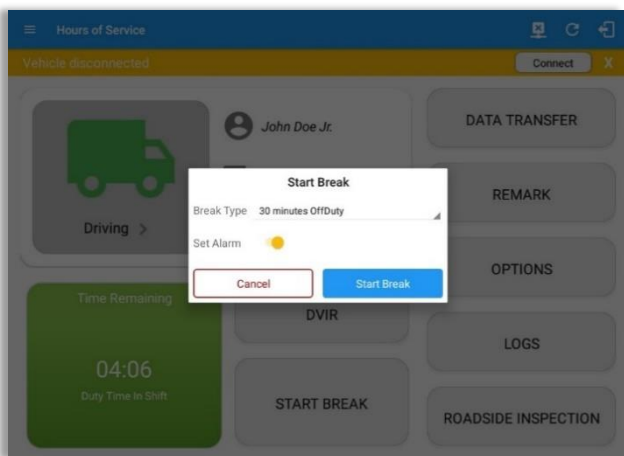 Hours of Service
Vehicle disconnected
Connect
X
John Doe Jr.
Driving >
DATA TRANSFER
REMARK
OPTIONS
LOGS
ROADSIDE INSPECTION
Start Break
Break Type 30 minutes OffDuty
Set Alarm
Cancel Start Break
Time Remaining
04:06
Duty Time In Shift
DVIR
START BREAK